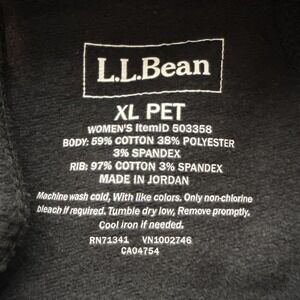 L.L.Bean
XL PET
WOMEN'S ItemID 503358
BODY: 59% COTTON 38% POLYESTER
3% SPANDEX
RIB: 97% COTTON 3% SPANDEX
MADE IN JORDAN
Machine wash cold, With like colors. Only non-chlorine
bleach if required. Tumble dry low, Remove promptly.
Cool iron if needed.
RN71341 VN1002746
CA04754